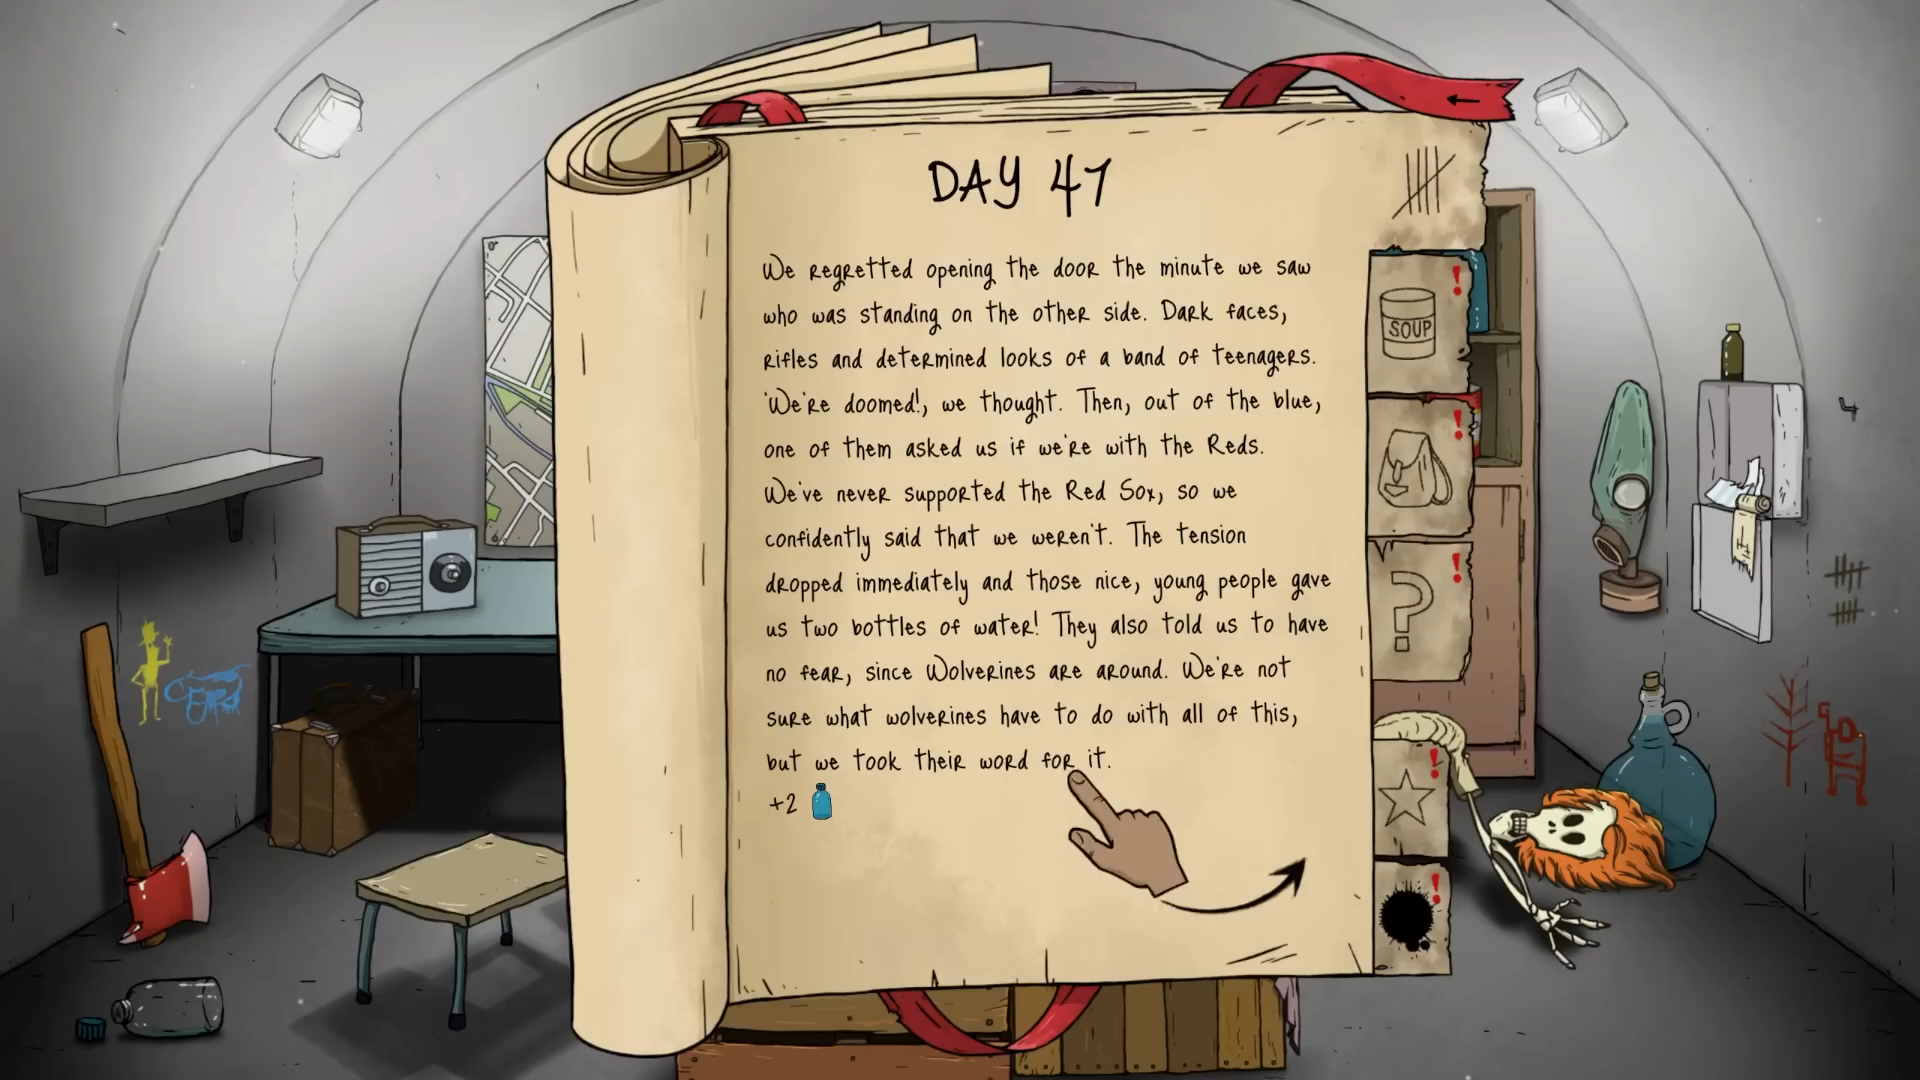 DAY 47
We regretted opening the door the minute we saw
who was standing on the other side. Dark faces,
rifles and determined looks of a band of teenagers.
'We're doomed!, we thought. Then, out of the blue,
one of them asked us if we're with the Reds.
We've never supported the Red Sox, so we
confidently said that we weren't. The tension
dropped immediately and those nice, young people gave
us two bottles of water! They also told us to have
no fear, since Wolverines are around. We're not
sure what wolverines have to do with all of this,
but we took their word for it.
+2
SOUP
!
!
?
!
!
!